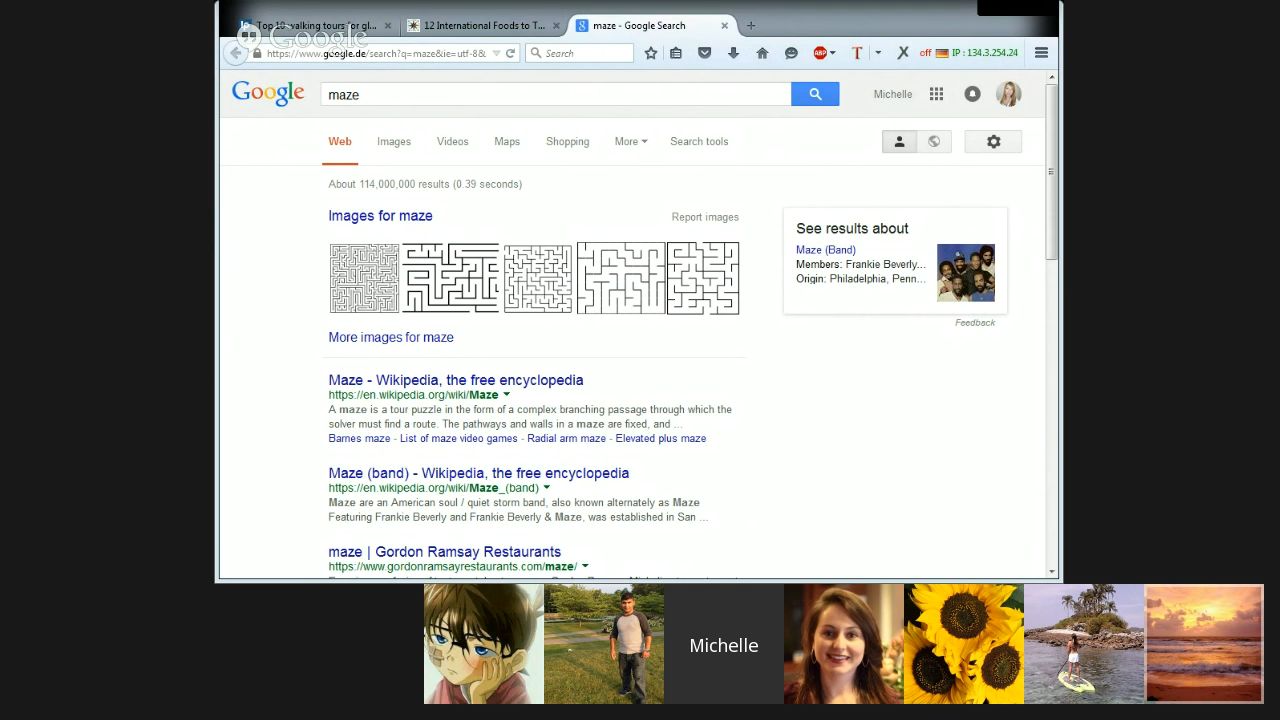 Top 10 walking tours for gl...
12 International Foods to T...
maze - Google Search
Google
https://www.google.de/search?q=maze&ie=utf-8&
Search
ABP
T
off
IP : 134.3.254.24
Google
maze
Michelle
Web
Images
Videos
Maps
Shopping
More
Search tools
About 114,000,000 results (0.39 seconds)
Images for maze
Report images
See results about
Maze (Band)
Members: Frankie Beverly...
Origin: Philadelphia, Penn...
Feedback
More images for maze
Maze - Wikipedia, the free encyclopedia
https://en.wikipedia.org/wiki/Maze
A maze is a tour puzzle in the form of a complex branching passage through which the
solver must find a route. The pathways and walls in a maze are fixed, and ...
Barnes maze - List of maze video games - Radial arm maze - Elevated plus maze
Maze (band) - Wikipedia, the free encyclopedia
https://en.wikipedia.org/wiki/Maze_(band)
Maze are an American soul / quiet storm band, also known alternately as Maze
Featuring Frankie Beverly and Frankie Beverly & Maze, was established in San ...
maze | Gordon Ramsay Restaurants
https://www.gordonramsayrestaurants.com/maze/
Michelle